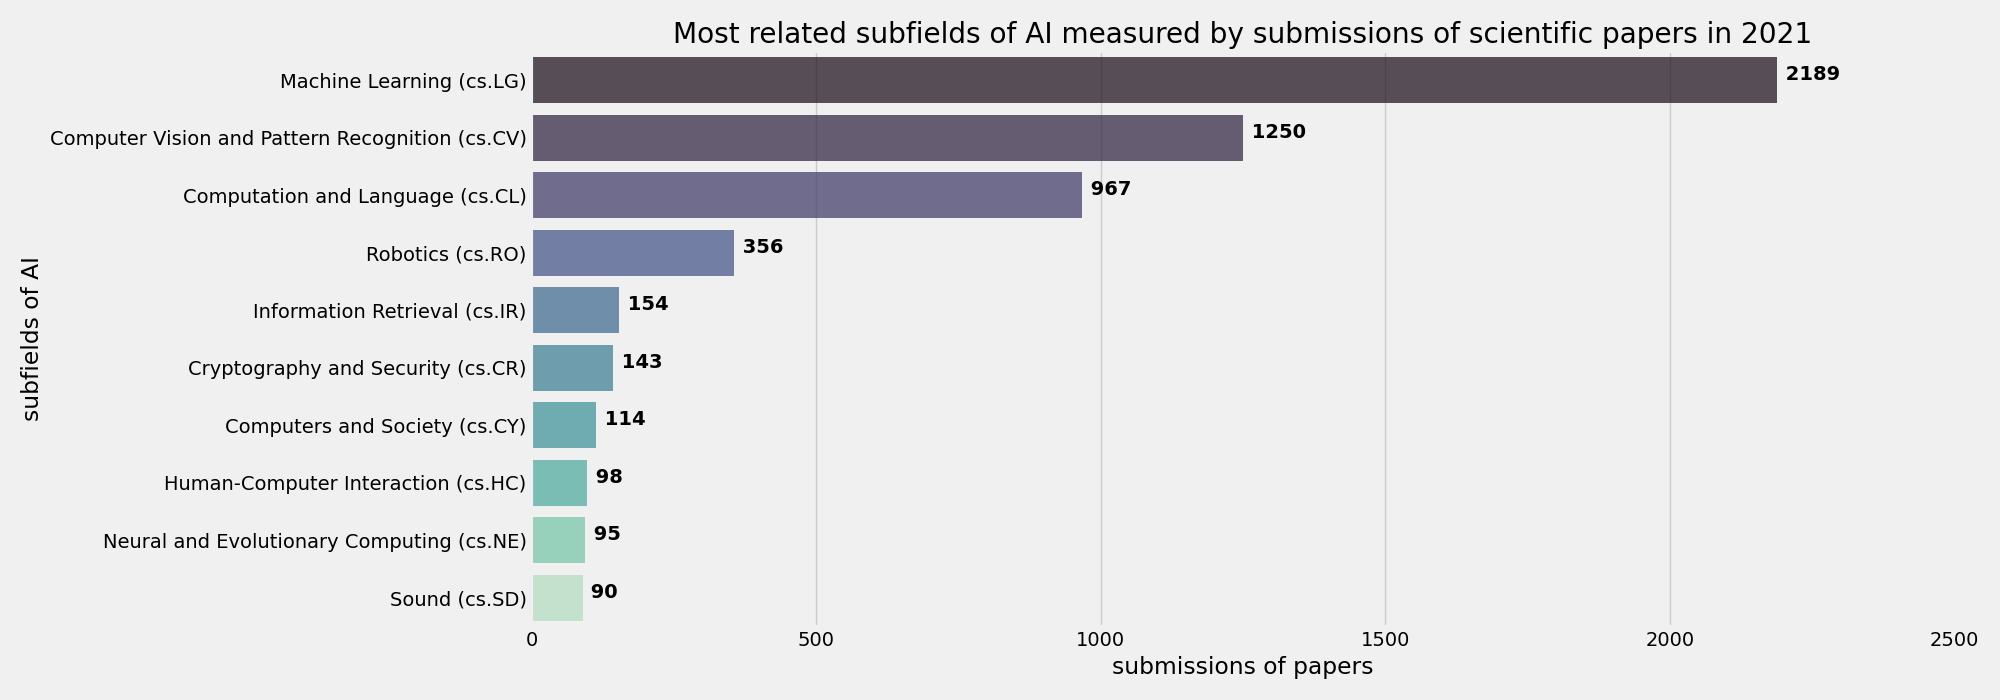 Most related subfields of AI measured by submissions of scientific papers in 2021
Machine Learning (cs.LG) 2189
Computer Vision and Pattern Recognition (cs.CV) 1250
Computation and Language (cs.CL) 967
Robotics (cs.RO) 356
Information Retrieval (cs.IR) 154
Cryptography and Security (cs.CR) 143
Computers and Society (cs.CY) 114
Human-Computer Interaction (cs.HC) 98
Neural and Evolutionary Computing (cs.NE) 95
Sound (cs.SD) 90
subfields of AI
0 500 1000 1500 2000 2500
submissions of papers